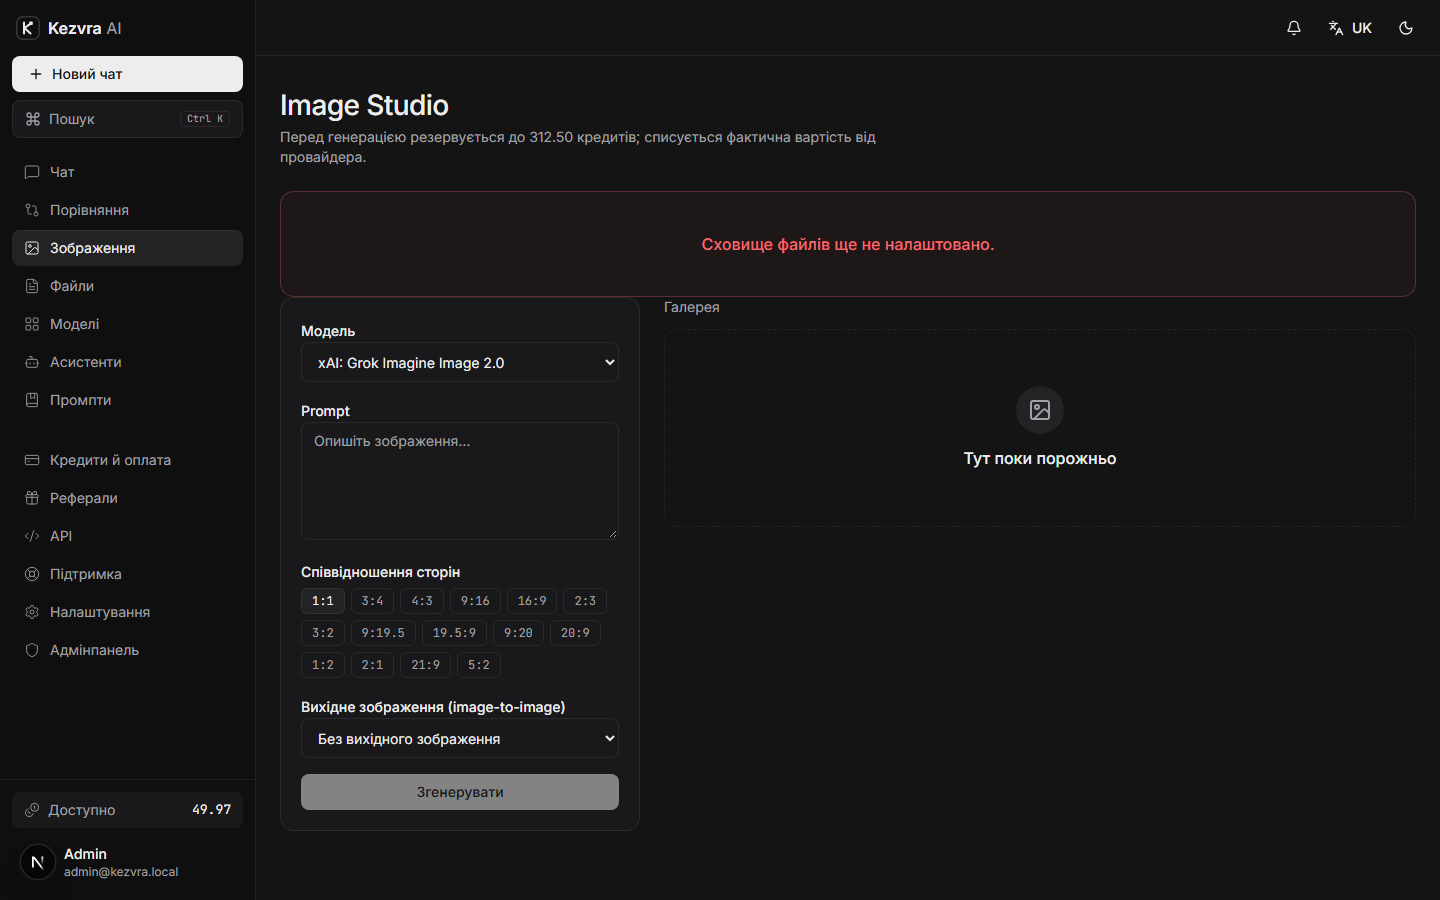 Kezvra AI
Новий чат
Пошук
Ctrl K
Чат
Порівняння
Зображення
Файли
Моделі
Асистенти
Промпти
Кредити й оплата
Реферали
API
Підтримка
Налаштування
Адмінпанель
Доступно
49.97
N
Admin
admin@kezvra.local
UK
Image Studio
Перед генерацією резервується до 312.50 кредитів; списується фактична вартість від
провайдера.
Сховище файлів ще не налаштовано.
Модель
xAI: Grok Imagine Image 2.0
Prompt
Опишіть зображення...
Співвідношення сторін
1:1 3:4 4:3 9:16 16:9 2:3
3:2 9:19.5 19.5:9 9:20 20:9
1:2 2:1 21:9 5:2
Вихідне зображення (image-to-image)
Без вихідного зображення
Згенерувати
Галерея
Тут поки порожньо